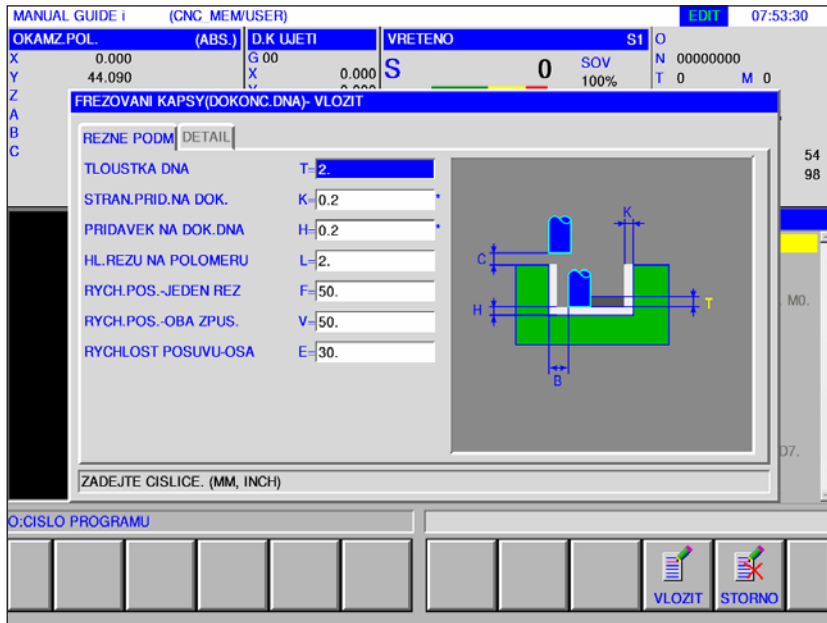 MANUAL GUIDE i (CNC_MEM/USER) EDIT 07:53:30
OKAMZ.POL. (ABS.) D.K UJETI VRETENO S1 O
X 0.000 G 00 S 0 SOV N 00000000
Y 44.090 X 0.000 100% T 0 M 0
Z
A
B
C
54
98
FREZOVANI KAPSY(DOKONC.DNA)- VLOZIT
REZNE PODM DETAIL
TLOUSTKA DNA T= 2.
STRAN.PRID.NA DOK. K= 0.2 *
PRIDAVEK NA DOK.DNA H= 0.2 *
HL.REZU NA POLOMERU L= 2.
RYCH.POS.-JEDEN REZ F= 50.
RYCH.POS.-OBA ZPUS. V= 50.
RYCHLOST POSUVU-OSA E= 30.
K
C
H
T
B
M0.
D7.
ZADEJTE CISLICE. (MM, INCH)
O:CISLO PROGRAMU
VLOZIT STORNO